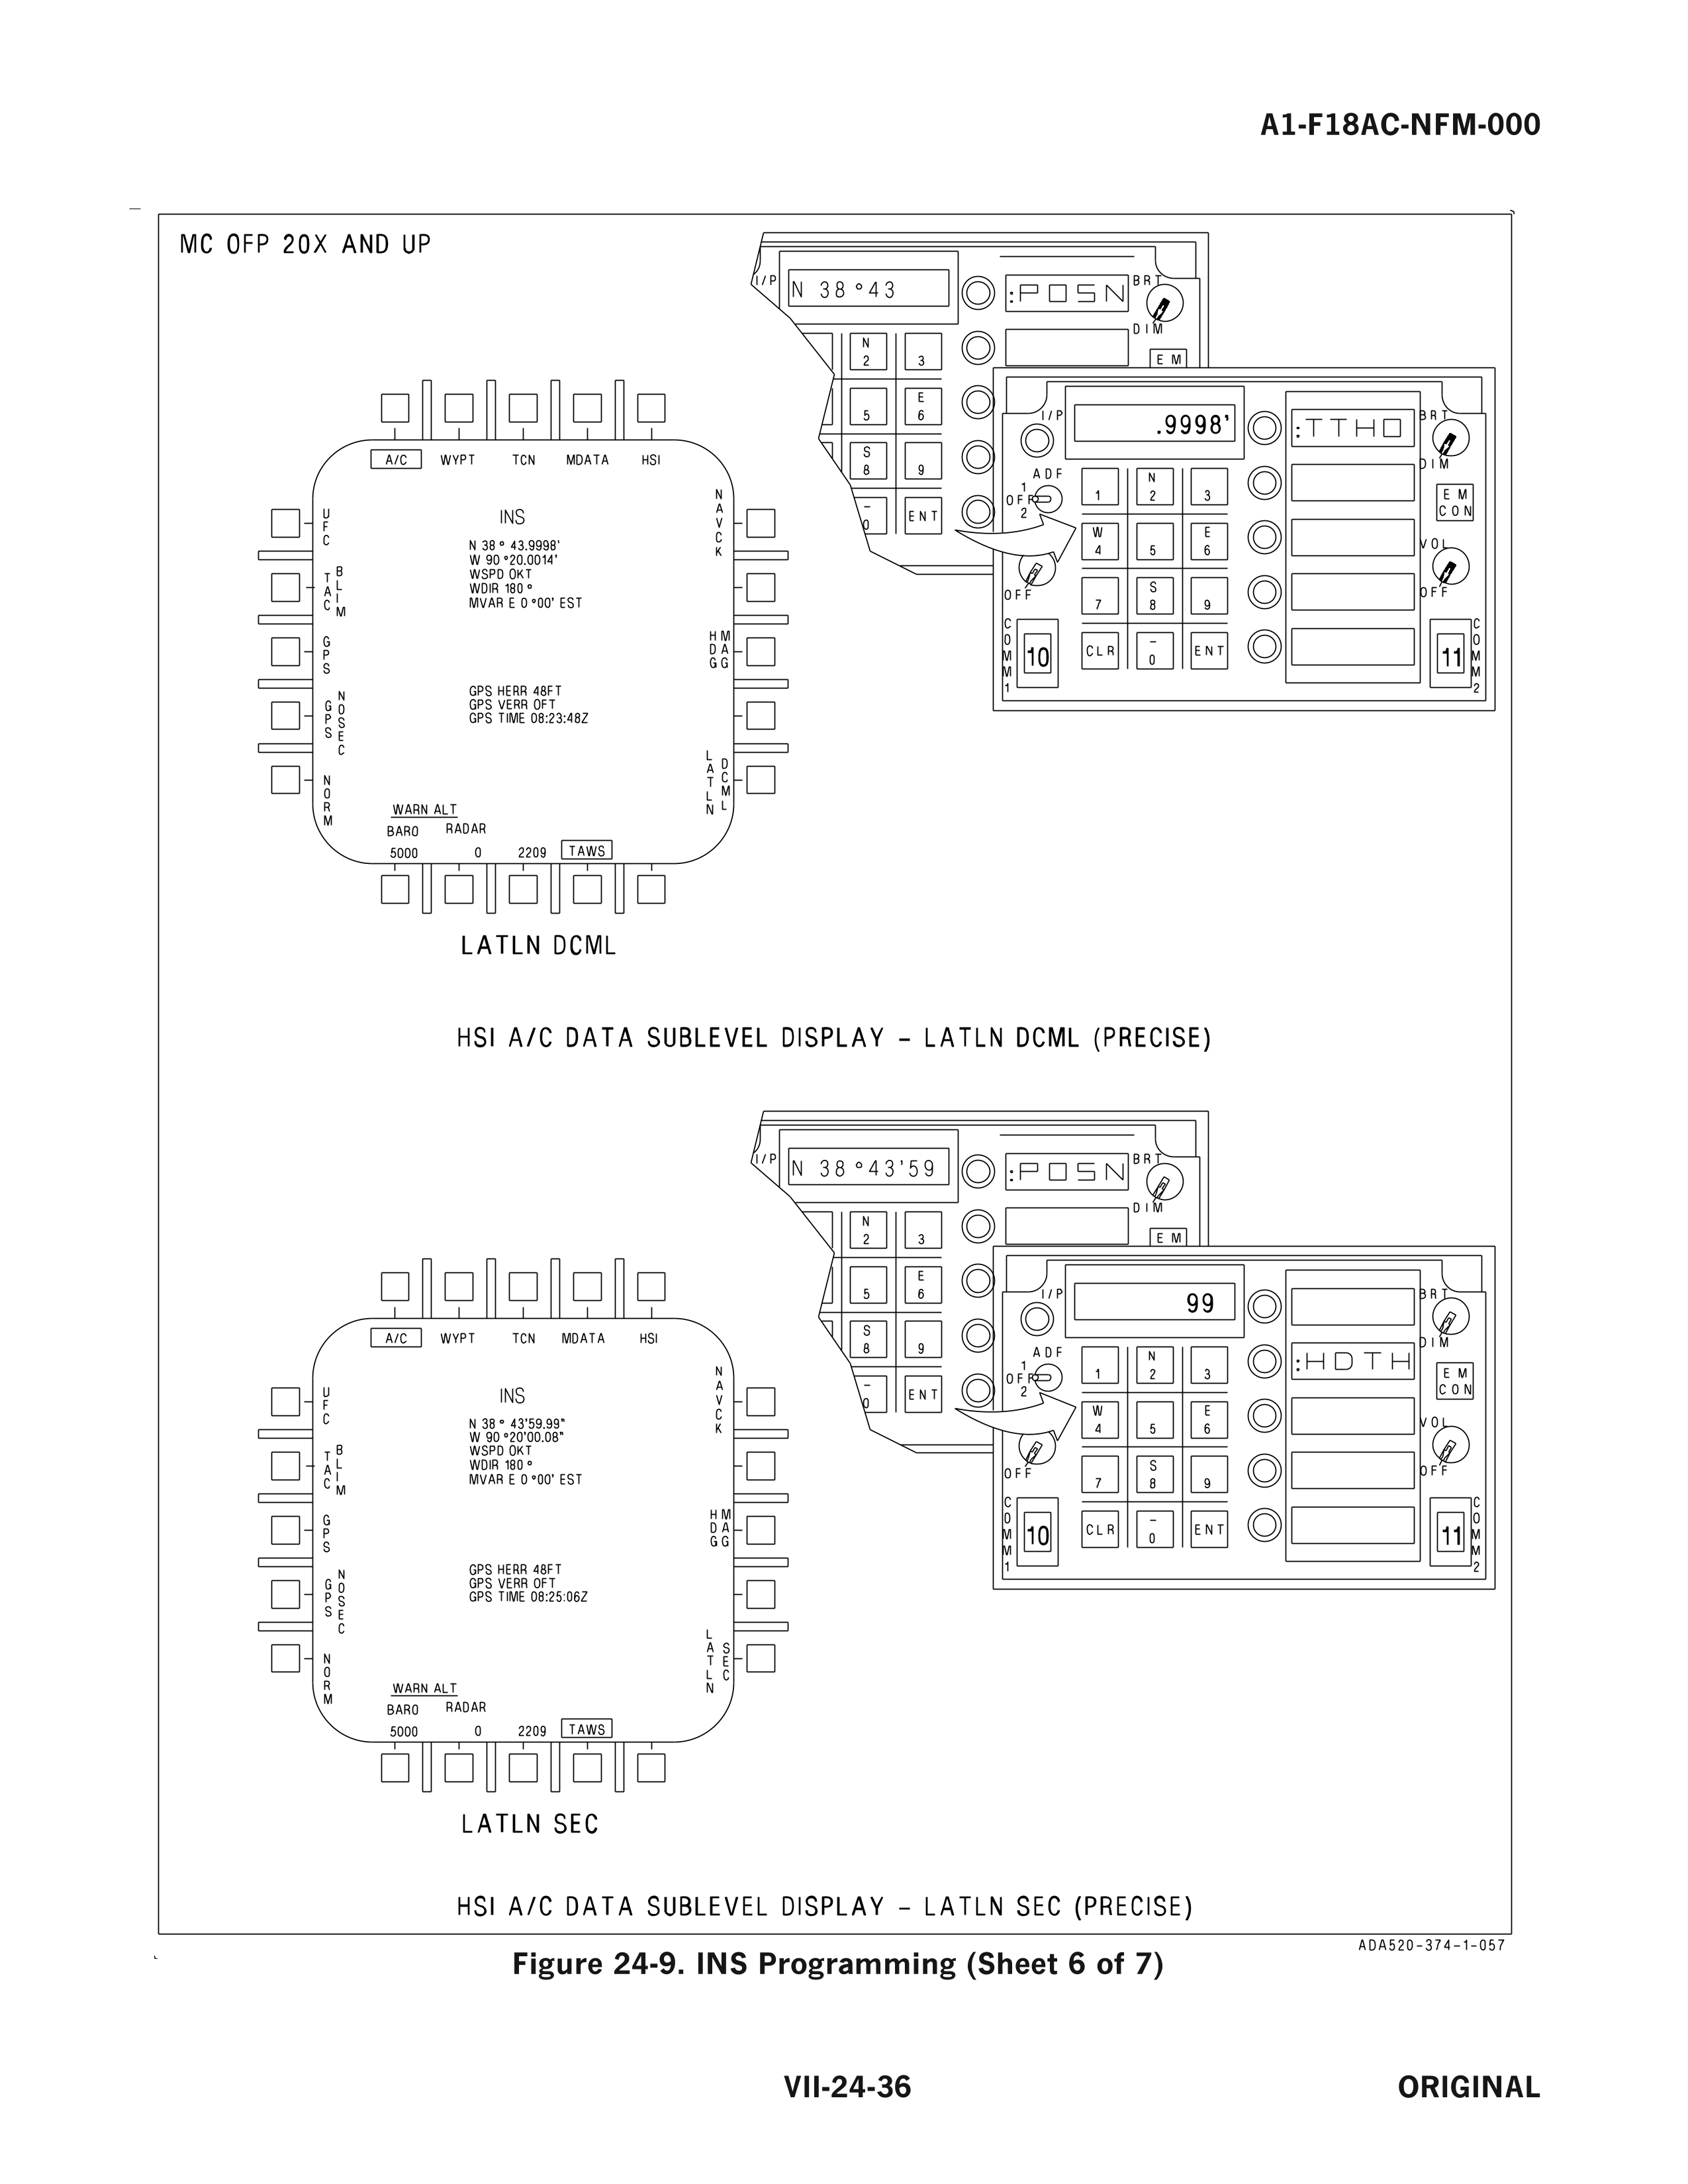 A1-F18AC-NFM-000
MC OFP 20X AND UP
I/P
N 38°43
:POSN
BRT
DIM
EM
N 2
3
5
E 6
S 8
9
– 0
ENT
I/P
.9998'
:TTHO
BRT
DIM
ADF
1
OFF
2
EM CON
1
N 2
3
W 4
5
E 6
7
S 8
9
CLR
– 0
ENT
VOL
OFF
OFF
COMM 1
10
11
COMM 2
A/C WYPT TCN MDATA HSI
UFC
NAVCK
INS
N 38° 43.9998'
W 90 °20.0014'
WSPD 0KT
WDIR 180°
MVAR E 0 °00' EST
TAC BLIM
GPS
HDG MAG
GPS NOSEC
GPS HERR 48FT
GPS VERR 0FT
GPS TIME 08:23:48Z
NORM
LATLN DCML
WARN ALT
BARO RADAR
5000 0 2209 TAWS
LATLN DCML
HSI A/C DATA SUBLEVEL DISPLAY – LATLN DCML (PRECISE)
I/P
N 38°43'59
:POSN
BRT
DIM
EM
N 2
3
5
E 6
S 8
9
– 0
ENT
I/P
99
BRT
DIM
:HDTH
ADF
1
OFF
2
EM CON
1
N 2
3
W 4
5
E 6
7
S 8
9
CLR
– 0
ENT
VOL
OFF
OFF
COMM 1
10
11
COMM 2
A/C WYPT TCN MDATA HSI
UFC
NAVCK
INS
N 38° 43'59.99"
W 90 °20'00.08"
WSPD 0KT
WDIR 180°
MVAR E 0 °00' EST
TAC BLIM
GPS
HDG MAG
GPS NOSEC
GPS HERR 48FT
GPS VERR 0FT
GPS TIME 08:25:06Z
NORM
LATLN SEC
WARN ALT
BARO RADAR
5000 0 2209 TAWS
LATLN SEC
HSI A/C DATA SUBLEVEL DISPLAY – LATLN SEC (PRECISE)
ADA520-374-1-057
Figure 24-9. INS Programming (Sheet 6 of 7)
VII-24-36
ORIGINAL